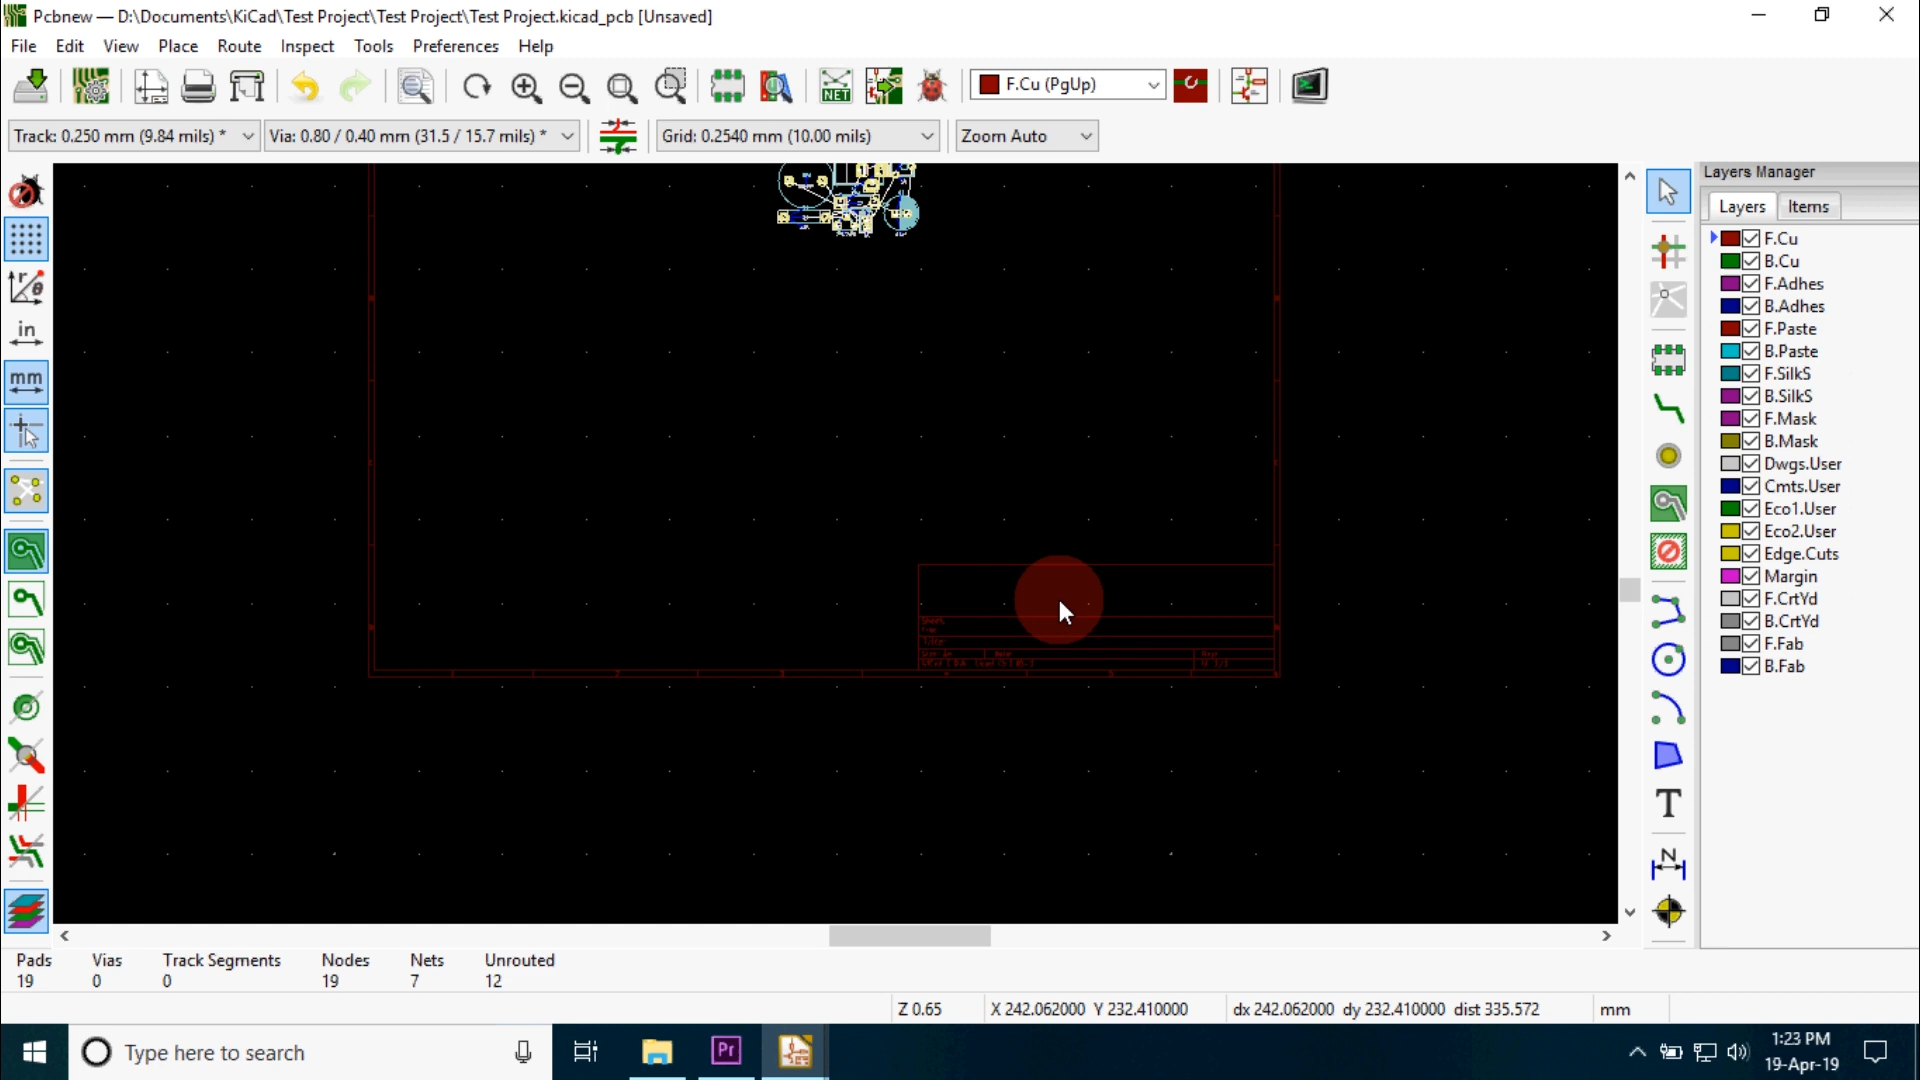 Pcbnew — D:\Documents\KiCad\Test Project\Test Project\Test Project.kicad_pcb [Unsaved]
File Edit View Place Route Inspect Tools Preferences Help
NET
F.Cu (PgUp)
Track: 0.250 mm (9.84 mils) *
Via: 0.80 / 0.40 mm (31.5 / 15.7 mils) *
Grid: 0.2540 mm (10.00 mils)
Zoom Auto
Layers Manager
Layers Items
F.Cu
B.Cu
F.Adhes
B.Adhes
F.Paste
B.Paste
F.SilkS
B.SilkS
F.Mask
B.Mask
Dwgs.User
Cmts.User
Eco1.User
Eco2.User
Edge.Cuts
Margin
F.CrtYd
B.CrtYd
F.Fab
B.Fab
in
mm
T
N
Pads Vias Track Segments Nodes Nets Unrouted
19 0 0 19 7 12
Z 0.65 X 242.062000 Y 232.410000 dx 242.062000 dy 232.410000 dist 335.572 mm
Type here to search
Pr
1:23 PM
19-Apr-19